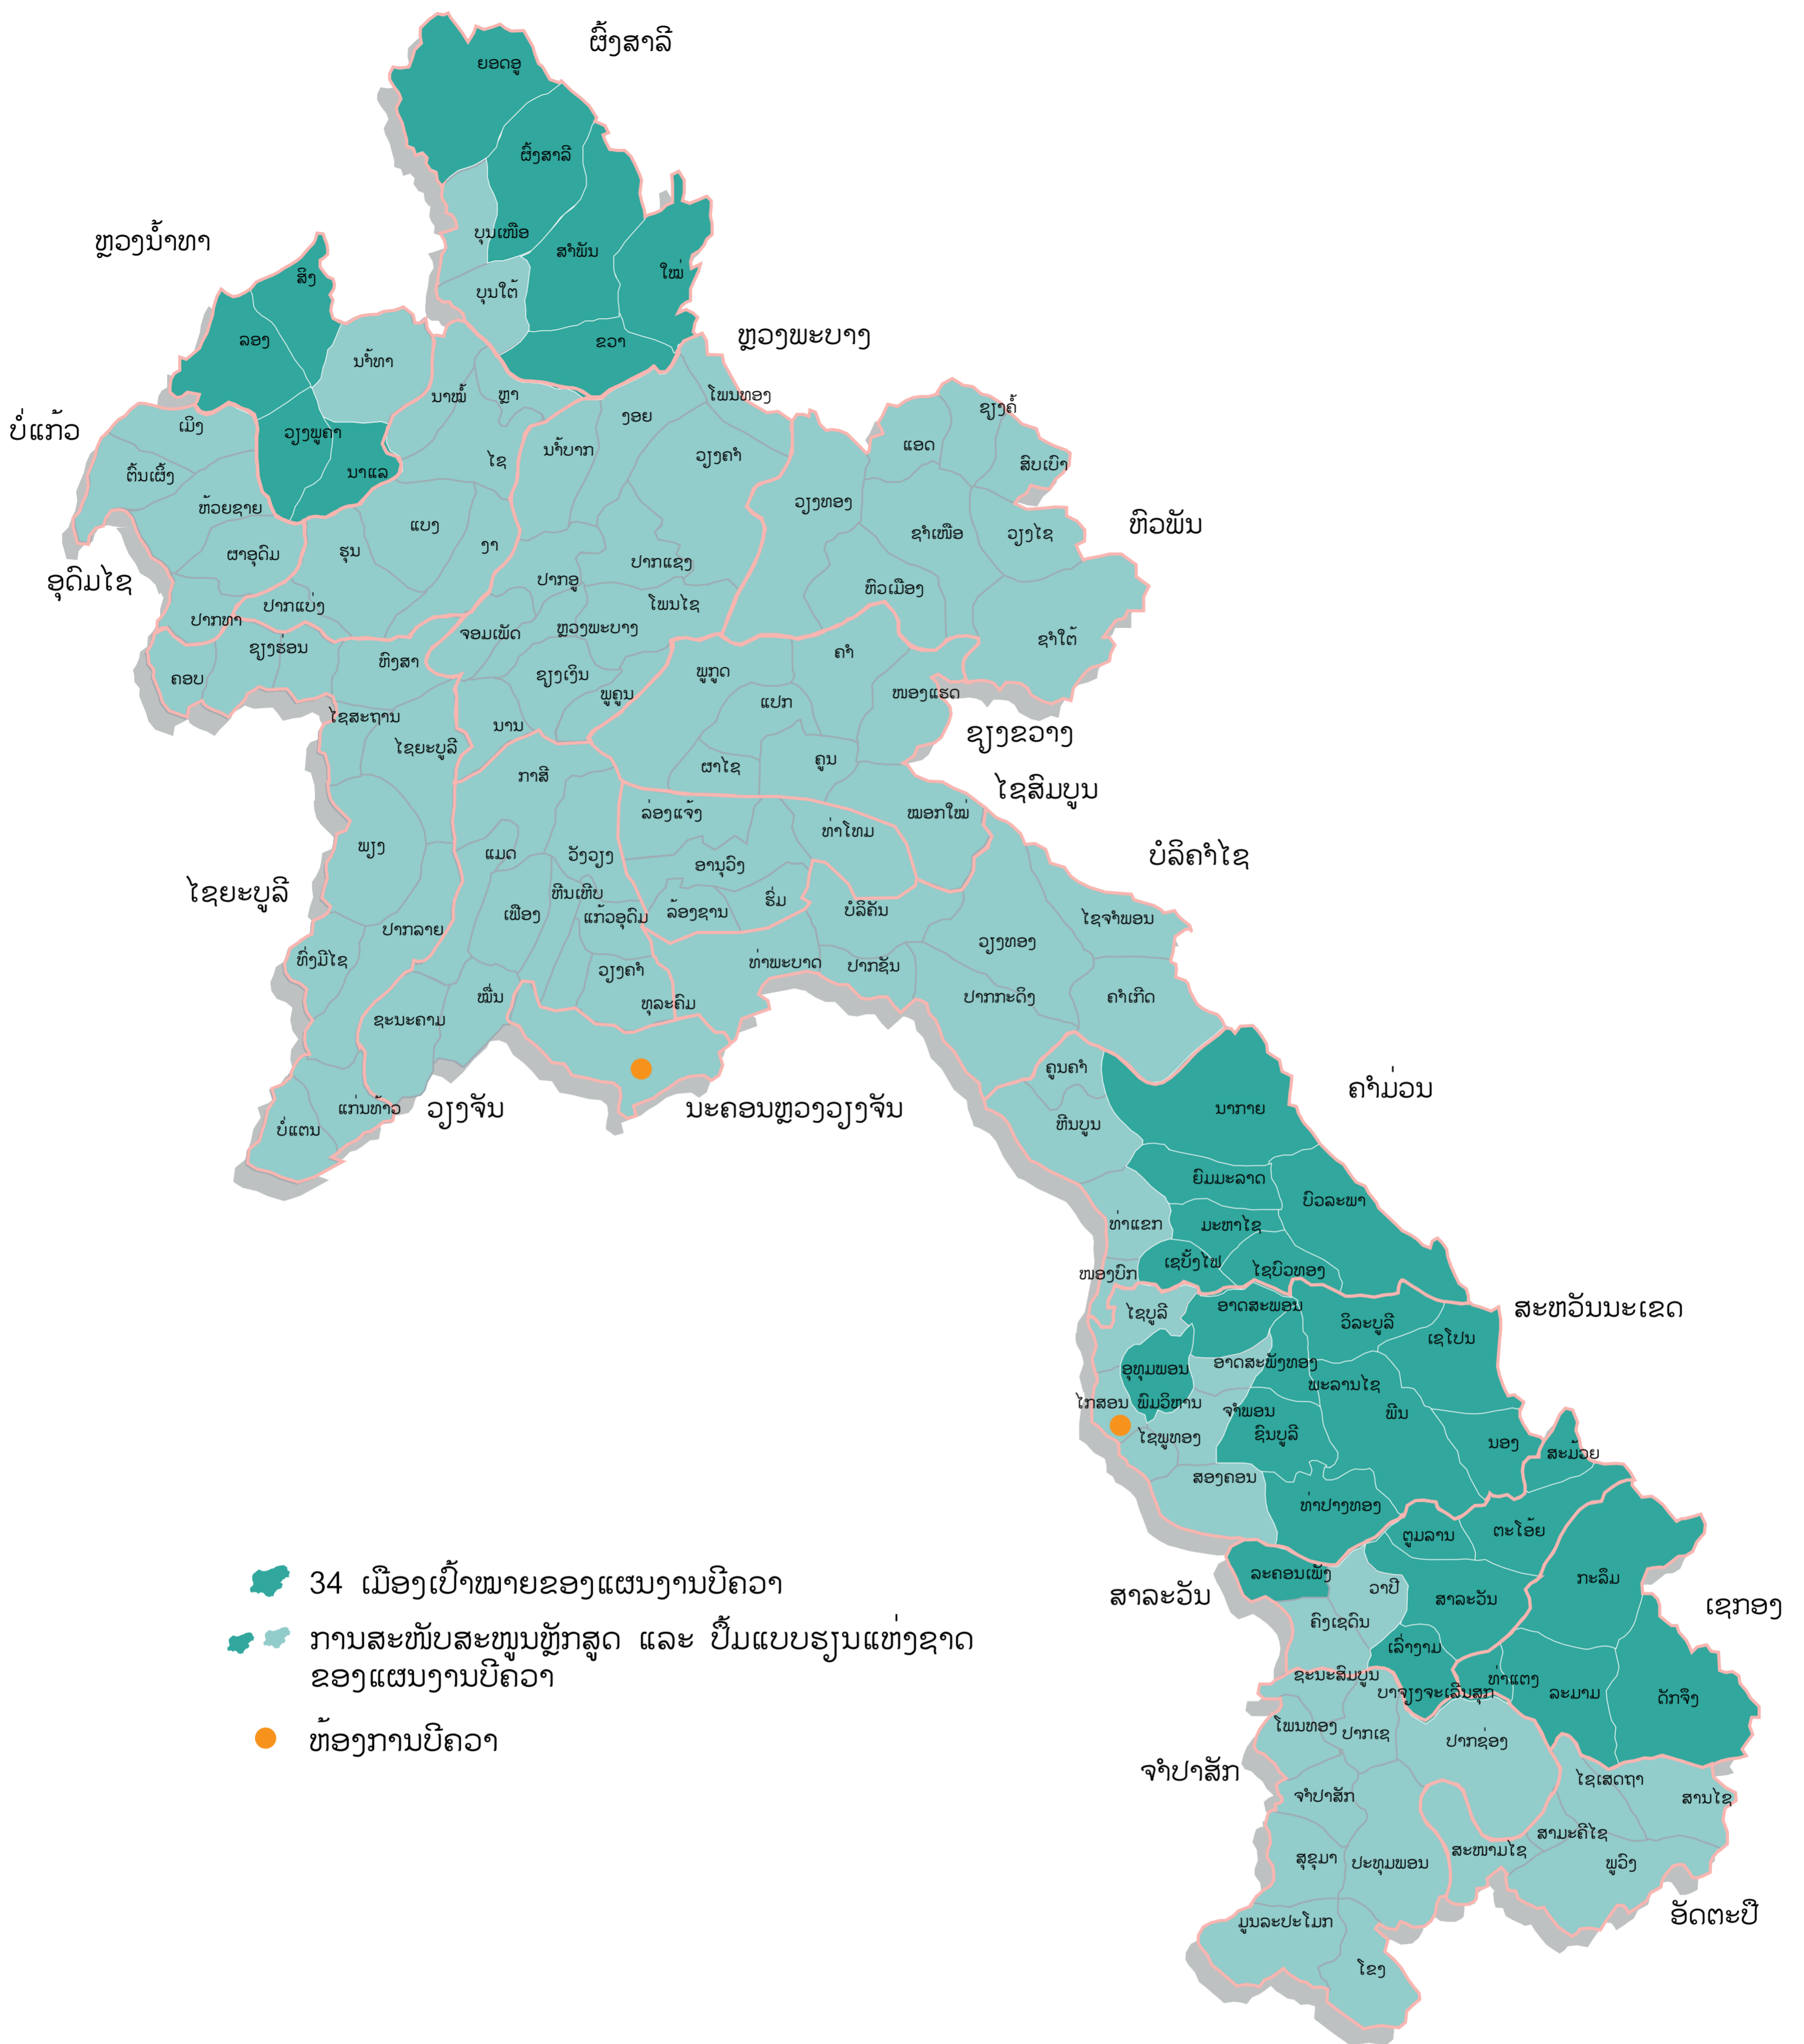 ຜົ້ງສາລີ
ຍອດອູ
ຜົ້ງສາລີ
ບຸນເໜືອ
ສຳພັນ
ໃໝ່
ບຸນໃຕ້
ຂວາ
ຫຼວງນ້ຳທາ
ສິງ
ລອງ
ນ້ຳທາ
ວຽງພູຄາ
ນາແລ
ຫຼວງພະບາງ
ນາໝໍ້
ຫຼາ
ໂພນທອງ
ງອຍ
ນ້ຳບາກ
ວຽງຄຳ
ໄຊ
ຊຽງຄໍ້
ແອດ
ສົບເບົາ
ບໍ່ແກ້ວ
ເມິງ
ຕົ້ນເຜິ້ງ
ຫ້ວຍຊາຍ
ຜາອຸດົມ
ປາກທາ
ແບງ
ຮຸນ
ງາ
ປາກແບ່ງ
ວຽງທອງ
ຊຳເໜືອ
ວຽງໄຊ
ຫົວພັນ
ຫົວເມືອງ
ຊຳໃຕ້
ອຸດົມໄຊ
ປາກແຊງ
ປາກອູ
ໂພນໄຊ
ຈອມເພັດ
ຫຼວງພະບາງ
ຊຽງເງິນ
ພູຄູນ
ນານ
ຄອບ
ຊຽງຮ່ອນ
ຫົງສາ
ໄຊສະຖານ
ໄຊຍະບູລີ
ພູກູດ
ຄຳ
ແປກ
ໜອງແຮດ
ຜາໄຊ
ຄູນ
ໝອກໃໝ່
ຊຽງຂວາງ
ໄຊສົມບູນ
ກາສີ
ລ່ອງແຈ້ງ
ທ່າໂທມ
ພຽງ
ແມດ
ວັງວຽງ
ອານຸວົງ
ບໍລິຄຳໄຊ
ໄຊຍະບູລີ
ຫີນເຫີບ
ເຟືອງ
ແກ້ວອຸດົມ
ລ້ອງຊານ
ຮົ່ມ
ບໍລິຄັນ
ໄຊຈຳພອນ
ປາກລາຍ
ທົ່ງມີໄຊ
ວຽງທອງ
ທ່າພະບາດ
ປາກຊັນ
ວຽງຄຳ
ໝື່ນ
ທຸລະຄົມ
ປາກກະດິງ
ຄຳເກີດ
ຊະນະຄາມ
ແກ່ນທ້າວ
ບໍ່ແຕນ
ວຽງຈັນ
ນະຄອນຫຼວງວຽງຈັນ
ຄູນຄຳ
ຄຳມ່ວນ
ນາກາຍ
ຫີນບູນ
ຍົມມະລາດ
ບົວລະພາ
ທ່າແຂກ
ມະຫາໄຊ
ເຊບັ້ງໄຟ
ໄຊບົວທອງ
ໜອງບົກ
ສະຫວັນນະເຂດ
ໄຊບູລີ
ອາດສະພອນ
ວິລະບູລີ
ເຊໂປນ
ອຸທຸມພອນ
ອາດສະພັງທອງ
ພະລານໄຊ
ໄກສອນ ພົມວິຫານ
ຈຳພອນ
ພີນ
ໄຊພູທອງ
ຊົນບູລີ
ນອງ
ສະມ້ວຍ
ສອງຄອນ
ທ່າປາງທອງ
ຕູມລານ
ຕະໂອ້ຍ
ລະຄອນເພັງ
ວາປີ
ສາລະວັນ
ກະລຶມ
ສາລະວັນ
ຄົງເຊດົນ
ເລົ່າງາມ
ເຊກອງ
ຊະນະສົມບູນ
ບາຈຽງຈະເລີນສຸກ
ທ່າແຕງ
ລະມາມ
ດັກຈຶງ
ໂພນທອງ
ປາກເຊ
ປາກຊ່ອງ
ຈຳປາສັກ
ໄຊເສດຖາ
ສານໄຊ
ຈຳປາສັກ
ສາມະຄີໄຊ
ສຸຂຸມາ
ປະທຸມພອນ
ສະໜາມໄຊ
ພູວົງ
ອັດຕະປື
ມູນລະປະໂມກ
ໂຂງ
34 ເມືອງເປົ້າໝາຍຂອງແຜນງານບີຄວາ
ການສະໜັບສະໜູນຫຼັກສູດ ແລະ ປຶ້ມແບບຮຽນແຫ່ງຊາດ
ຂອງແຜນງານບີຄວາ
ຫ້ອງການບີຄວາ